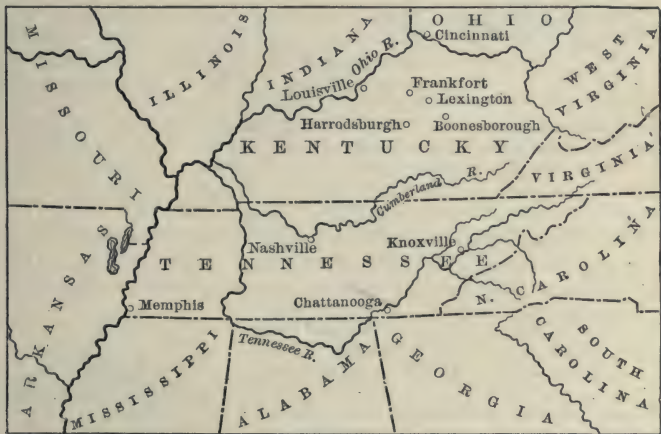 OHIO
Cincinnati
MISSOURI
ILLINOIS
INDIANA
Ohio R.
Louisville
Frankfort
Lexington
WEST
VIRGINIA
Harrodsburgh
Boonesborough
KENTUCKY
VIRGINIA
Cumberland R.
Nashville
Knoxville
TENNESSEE
N. CAROLINA
ARKANSAS
Memphis
Chattanooga
Tennessee R.
MISSISSIPPI
ALABAMA
GEORGIA
SOUTH
CAROLINA